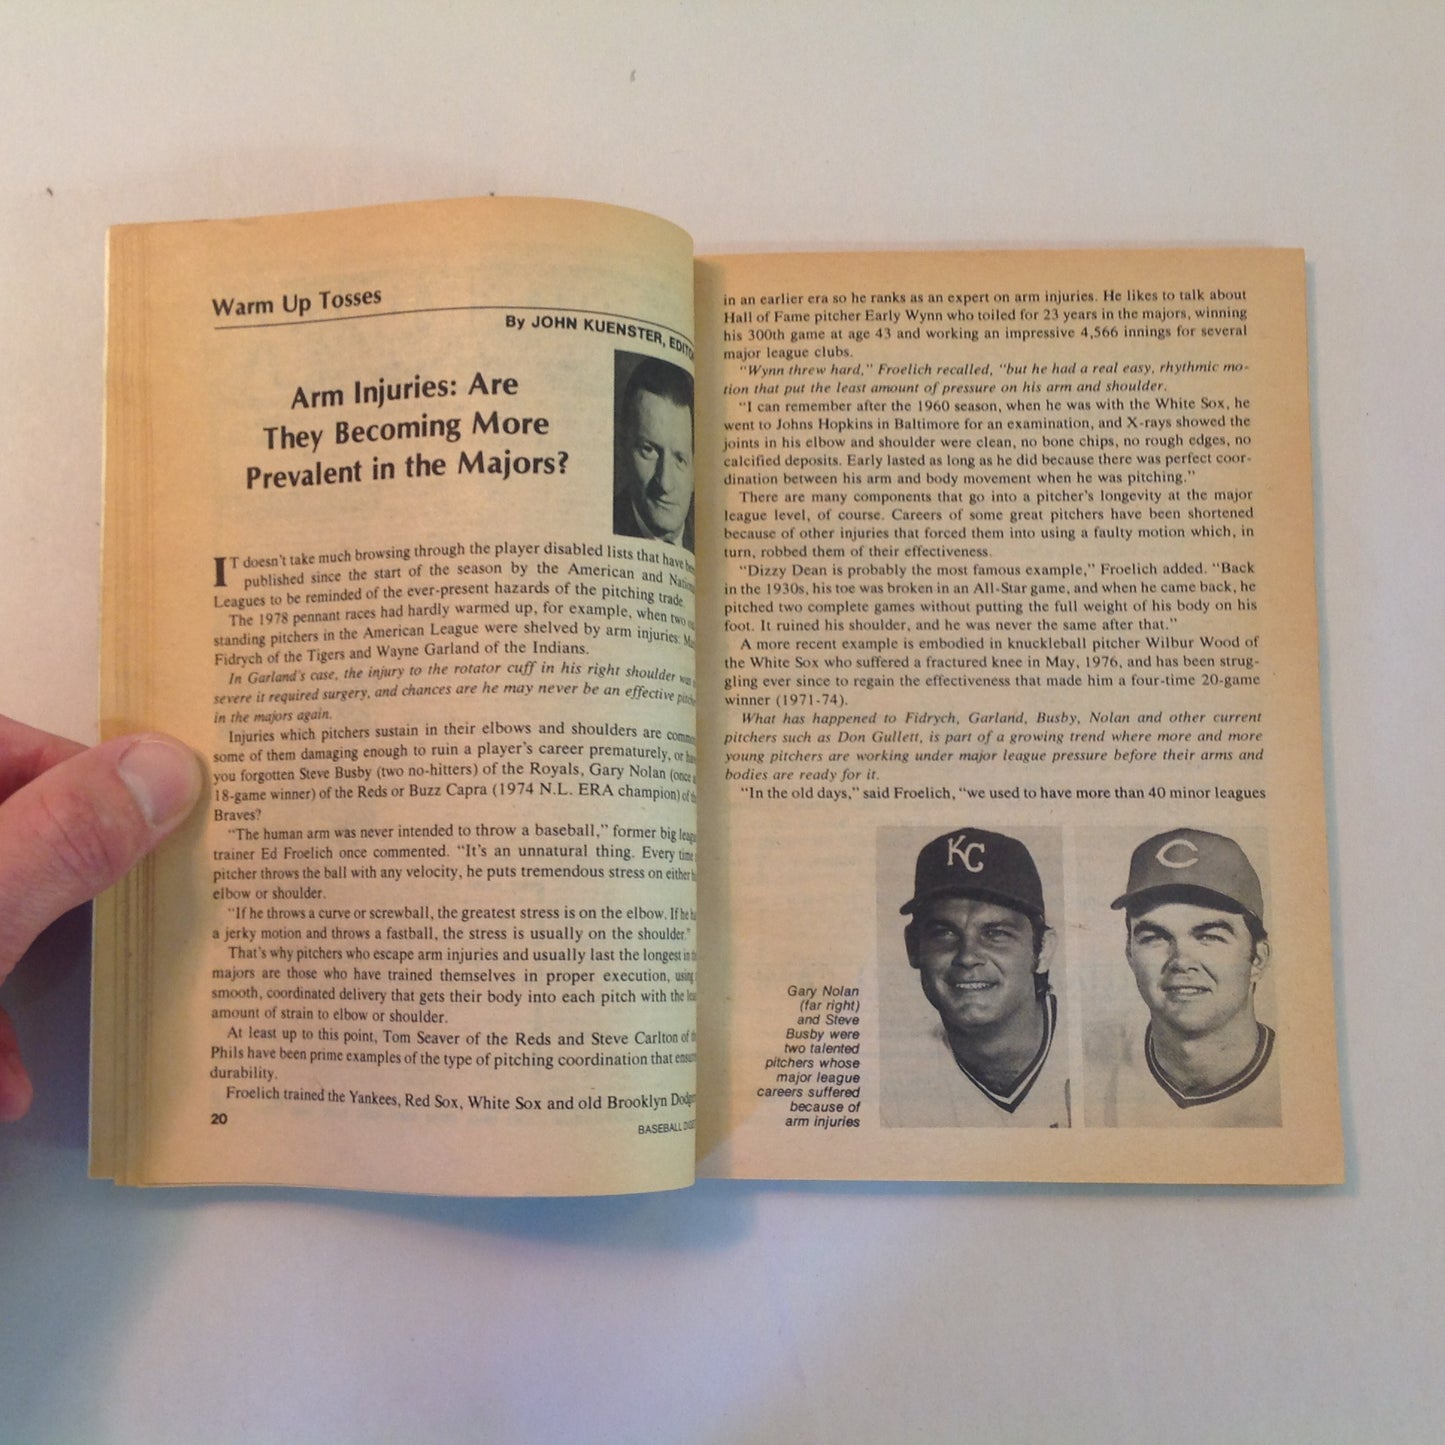 Warm Up Tosses
By JOHN KUENSTER, EDITO
Arm Injuries: Are
They Becoming More
Prevalent in the Majors?
IT doesn't take much browsing through the player disabled lists that have
published since the start of the season by the American and
Leagues to be reminded of the ever-present hazards of the pitching trade
The 1978 pennant races had hardly warmed up, for example, when two
standing pitchers in the American League were shelved by arm injuries:
Fidrych of the Tigers and Wayne Garland of the Indians.
In Garland's case, the injury to the rotator cuff in his right shoulder was
severe it required surgery, and chances are he may never be an effective
in the majors again.
Injuries which pitchers sustain in their elbows and shoulders are
some of them damaging enough to ruin a player's career prematurely, or
you forgotten Steve Busby (two no-hitters) of the Royals, Gary Nolan (once
18-game winner) of the Reds or Buzz Capra (1974 N.L. ERA champion) of
Braves?
"The human arm was never intended to throw a baseball," former big
trainer Ed Froelich once commented. "It's an unnatural thing. Every time
pitcher throws the ball with any velocity, he puts tremendous stress on either
elbow or shoulder.
"If he throws a curve or screwball, the greatest stress is on the elbow. If he
a jerky motion and throws a fastball, the stress is usually on the shoulder."
That's why pitchers who escape arm injuries and usually last the longest in
majors are those who have trained themselves in proper execution, using
smooth, coordinated delivery that gets their body into each pitch with the
amount of strain to elbow or shoulder.
At least up to this point, Tom Seaver of the Reds and Steve Carlton of
Phils have been prime examples of the type of pitching coordination that
durability.
Froelich trained the Yankees, Red Sox, White Sox and old Brooklyn
20
BASEBALL
in an earlier era so he ranks as an expert on arm injuries. He likes to talk about
Hall of Fame pitcher Early Wynn who toiled for 23 years in the majors, winning
his 300th game at age 43 and working an impressive 4,566 innings for several
major league clubs.
"Wynn threw hard," Froelich recalled, "but he had a real easy, rhythmic mo-
tion that put the least amount of pressure on his arm and shoulder.
"I can remember after the 1960 season, when he was with the White Sox, he
went to Johns Hopkins in Baltimore for an examination, and X-rays showed the
joints in his elbow and shoulder were clean, no bone chips, no rough edges, no
calcified deposits. Early lasted as long as he did because there was perfect coor-
dination between his arm and body movement when he was pitching."
There are many components that go into a pitcher's longevity at the major
league level, of course. Careers of some great pitchers have been shortened
because of other injuries that forced them into using a faulty motion which, in
turn, robbed them of their effectiveness.
"Dizzy Dean is probably the most famous example," Froelich added. "Back
in the 1930s, his toe was broken in an All-Star game, and when he came back, he
pitched two complete games without putting the full weight of his body on his
foot. It ruined his shoulder, and he was never the same after that."
A more recent example is embodied in knuckleball pitcher Wilbur Wood of
the White Sox who suffered a fractured knee in May, 1976, and has been strug-
gling ever since to regain the effectiveness that made him a four-time 20-game
winner (1971-74).
What has happened to Fidrych, Garland, Busby, Nolan and other current
pitchers such as Don Gullett, is part of a growing trend where more and more
young pitchers are working under major league pressure before their arms and
bodies are ready for it.
"In the old days," said Froelich, "we used to have more than 40 minor leagues
KC
C
Gary Nolan
(far right)
and Steve
Busby were
two talented
pitchers whose
major league
careers suffered
because of
arm injuries